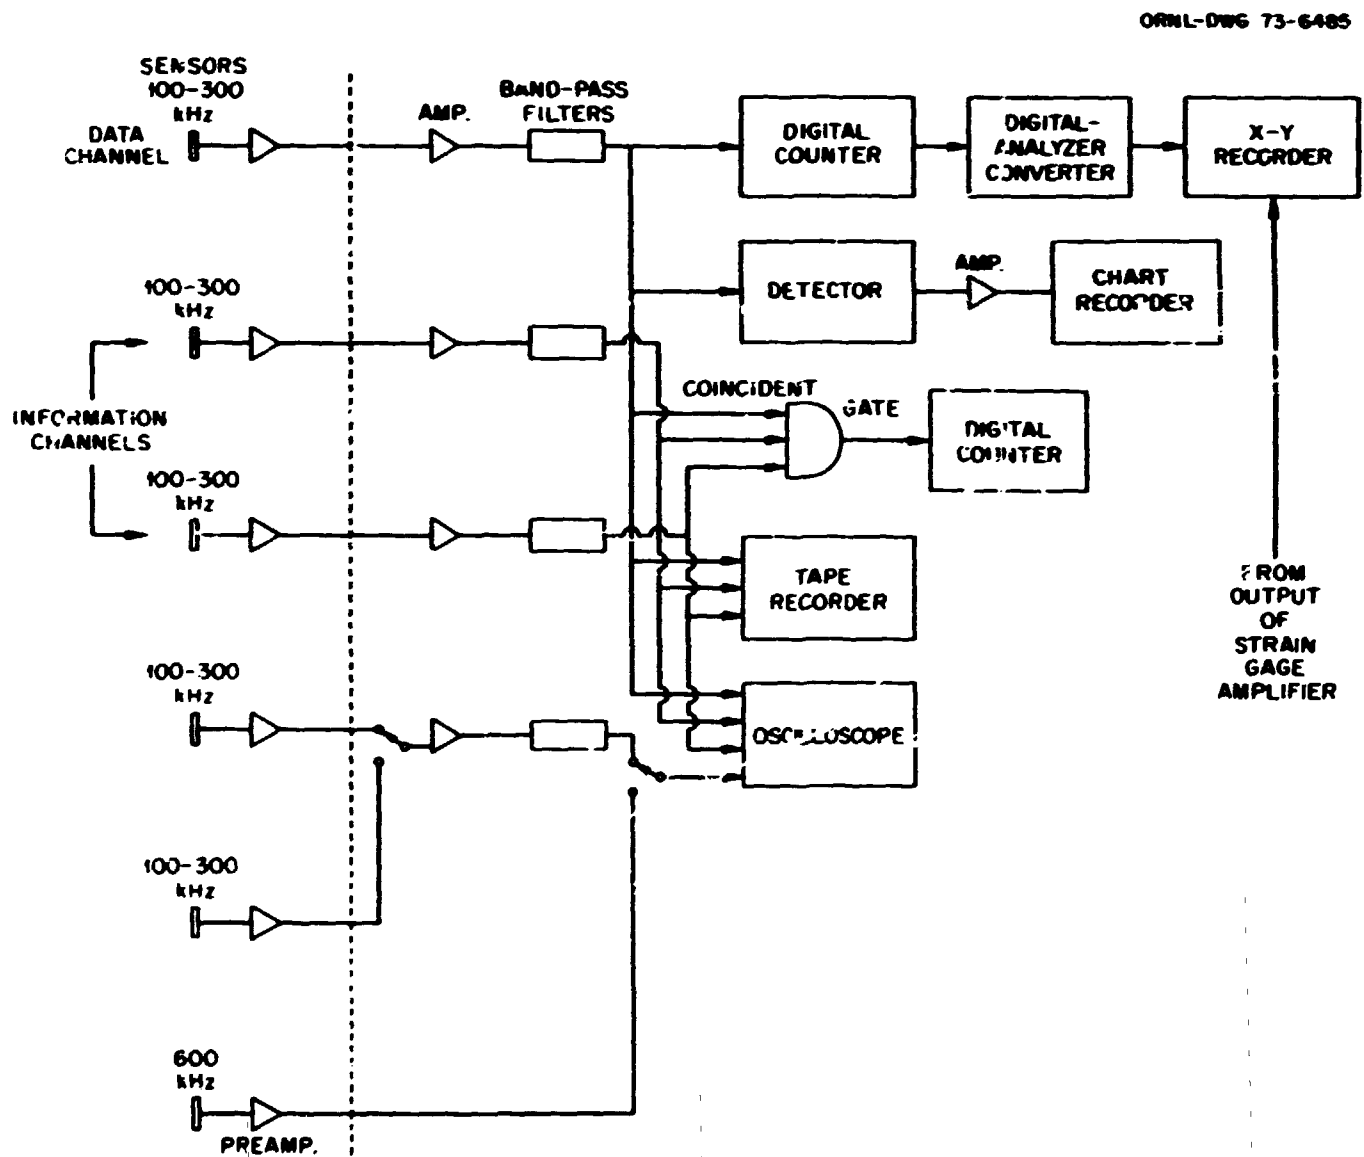 ORNL-DWG 73-6485
SENSORS
100-300
kHz
DATA
CHANNEL
AMP.
BAND-PASS
FILTERS
DIGITAL
COUNTER
DIGITAL-
ANALYZER
CONVERTER
X-Y
RECORDER
100-300
kHz
DETECTOR
AMP.
CHART
RECORDER
INFORMATION
CHANNELS
COINCIDENT
GATE
DIGITAL
COUNTER
100-300
kHz
TAPE
RECORDER
FROM
OUTPUT
OF
STRAIN
GAGE
AMPLIFIER
100-300
kHz
OSCILLOSCOPE
100-300
kHz
600
kHz
PREAMP.